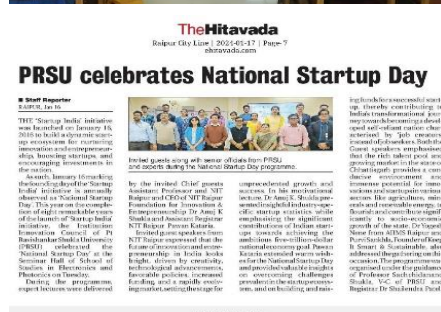 TheHitavada
Raipur City Line | 2024-01-17 | Page- 7
ehitavada.com
PRSU celebrates National Startup Day
■ Staff Reporter
RAIPUR, Jan 16
THE 'Startup India' initiative
was launched on January 16,
2016 to build a dynamic start-
up ecosystem for nurturing
innovation and entrepreneur-
ship, boosting startups, and
encouraging investments in
the nation.
As such, January 16 marking
the founding day of the 'Startup
India' initiative is annually
observed as 'National Startup
Day'. This year on the comple-
tion of eight remarkable years
of the launch of 'Startup India'
initiative, the Institution
Innovation Council of Pt
Ravishankar Shukla University
(PRSU) celebrated the
'National Startup Day' at the
Seminar Hall of School of
Studies in Electronics and
Photonics on Tuesday.
During the programme,
expert lectures were delivered
Invited guests along with senior officials from PRSU
and experts during the National Startup Day programme.
by the invited Chief guests
Assistant Professor and NIT
Raipur and CEO of NIT Raipur
Foundation for Innovation &
Entrepreneurship Dr Anuj K
Shukla and Assistant Registrar
NIT Raipur Pawan Kataria.
Invited guest speakers from
NIT Raipur expressed that the
future of innovation and entre-
preneurship in India looks
bright, driven by creativity,
technological advancements,
favorable policies, increased
funding, and a rapidly evolv-
ing market, setting the stage for
unprecedented growth and
success. In his motivational
lecture, Dr Anuj K. Shukla pre-
sented insightful industry-spe-
cific startup statistics while
emphasising the significant
contributions of Indian start-
ups towards achieving the
ambitious five-trillion-dollar
national economy goal. Pawan
Kataria extended warm wish-
es for the National Startup Day
and provided valuable insights
on overcoming challenges
prevalent in the startup ecosys-
tem, and on building and rais-
ing funds for a successful start-
up, thereby contributing to
India's transformational jour-
ney towards becoming a devel-
oped self-reliant nation char-
acterised by 'job creators
instead of job seekers. Both the
Guest speakers emphasised
that the rich talent pool and
growing market in the state of
Chhattisgarh provides a con-
ducive environment and
immense potential for inno-
vations and startups in various
sectors like agriculture, min-
erals and renewable energy, to
flourish and contribute signif-
icantly to socio-economic
growth of the state. Dr Yogesh
None from AIIMS Raipur and
Purvi Sankhla, Founder of Keep
It Smart & Sustainable, also
addressed the gathering on this
occasion. The programme was
organised under the guidance
of Professor Sachchidanand
Shukla, V-C of PRSU and
Registrar Dr Shailendra Patel.